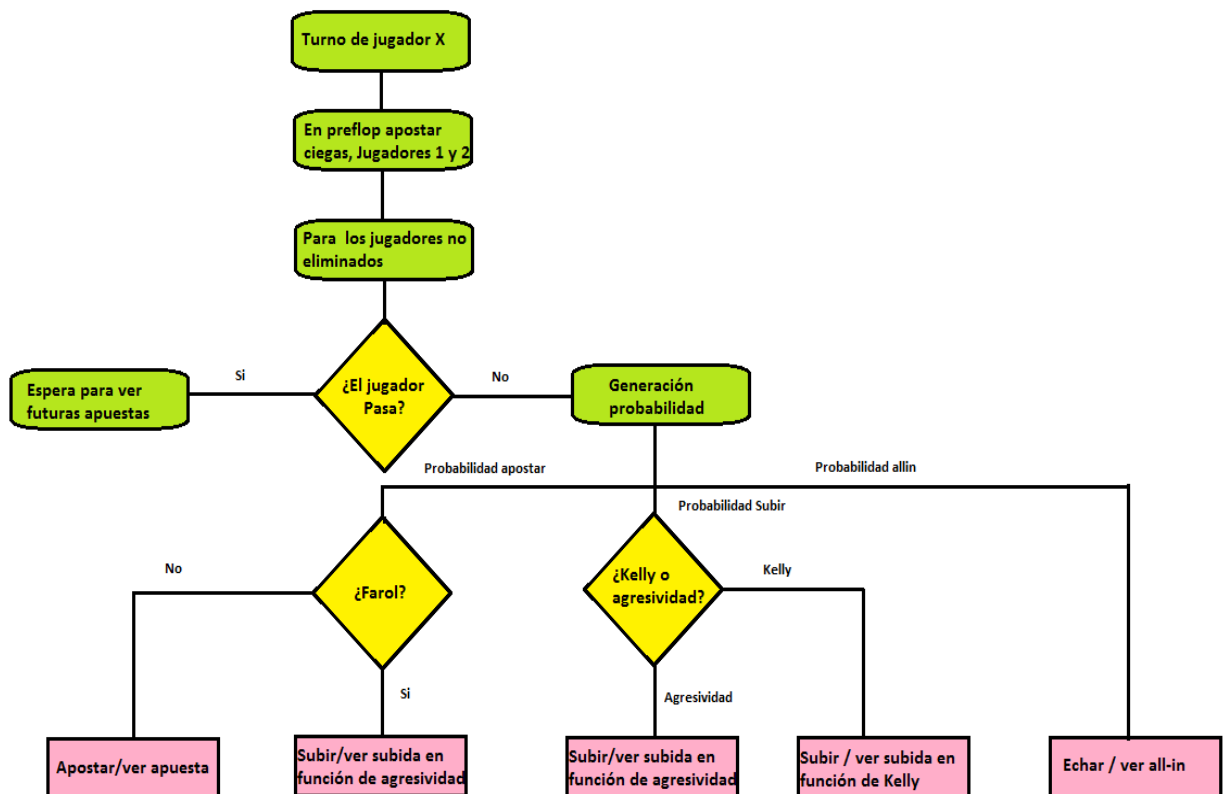 Turno de jugador X
En preflop apostar
ciegas, Jugadores 1 y 2
Para los jugadores no
eliminados
Si
¿El jugador
Pasa?
No
Espera para ver
futuras apuestas
Generación
probabilidad
Probabilidad apostar
Probabilidad allin
Probabilidad Subir
No
¿Farol?
¿Kelly o
agresividad?
Kelly
Si
Agresividad
Apostar/ver apuesta
Subir/ver subida en
función de agresividad
Subir/ver subida en
función de agresividad
Subir / ver subida en
función de Kelly
Echar / ver all-in